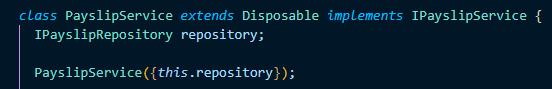 class PayslipService extends Disposable implements IPayslipService {
IPayslipRepository repository;
PayslipService({this.repository});